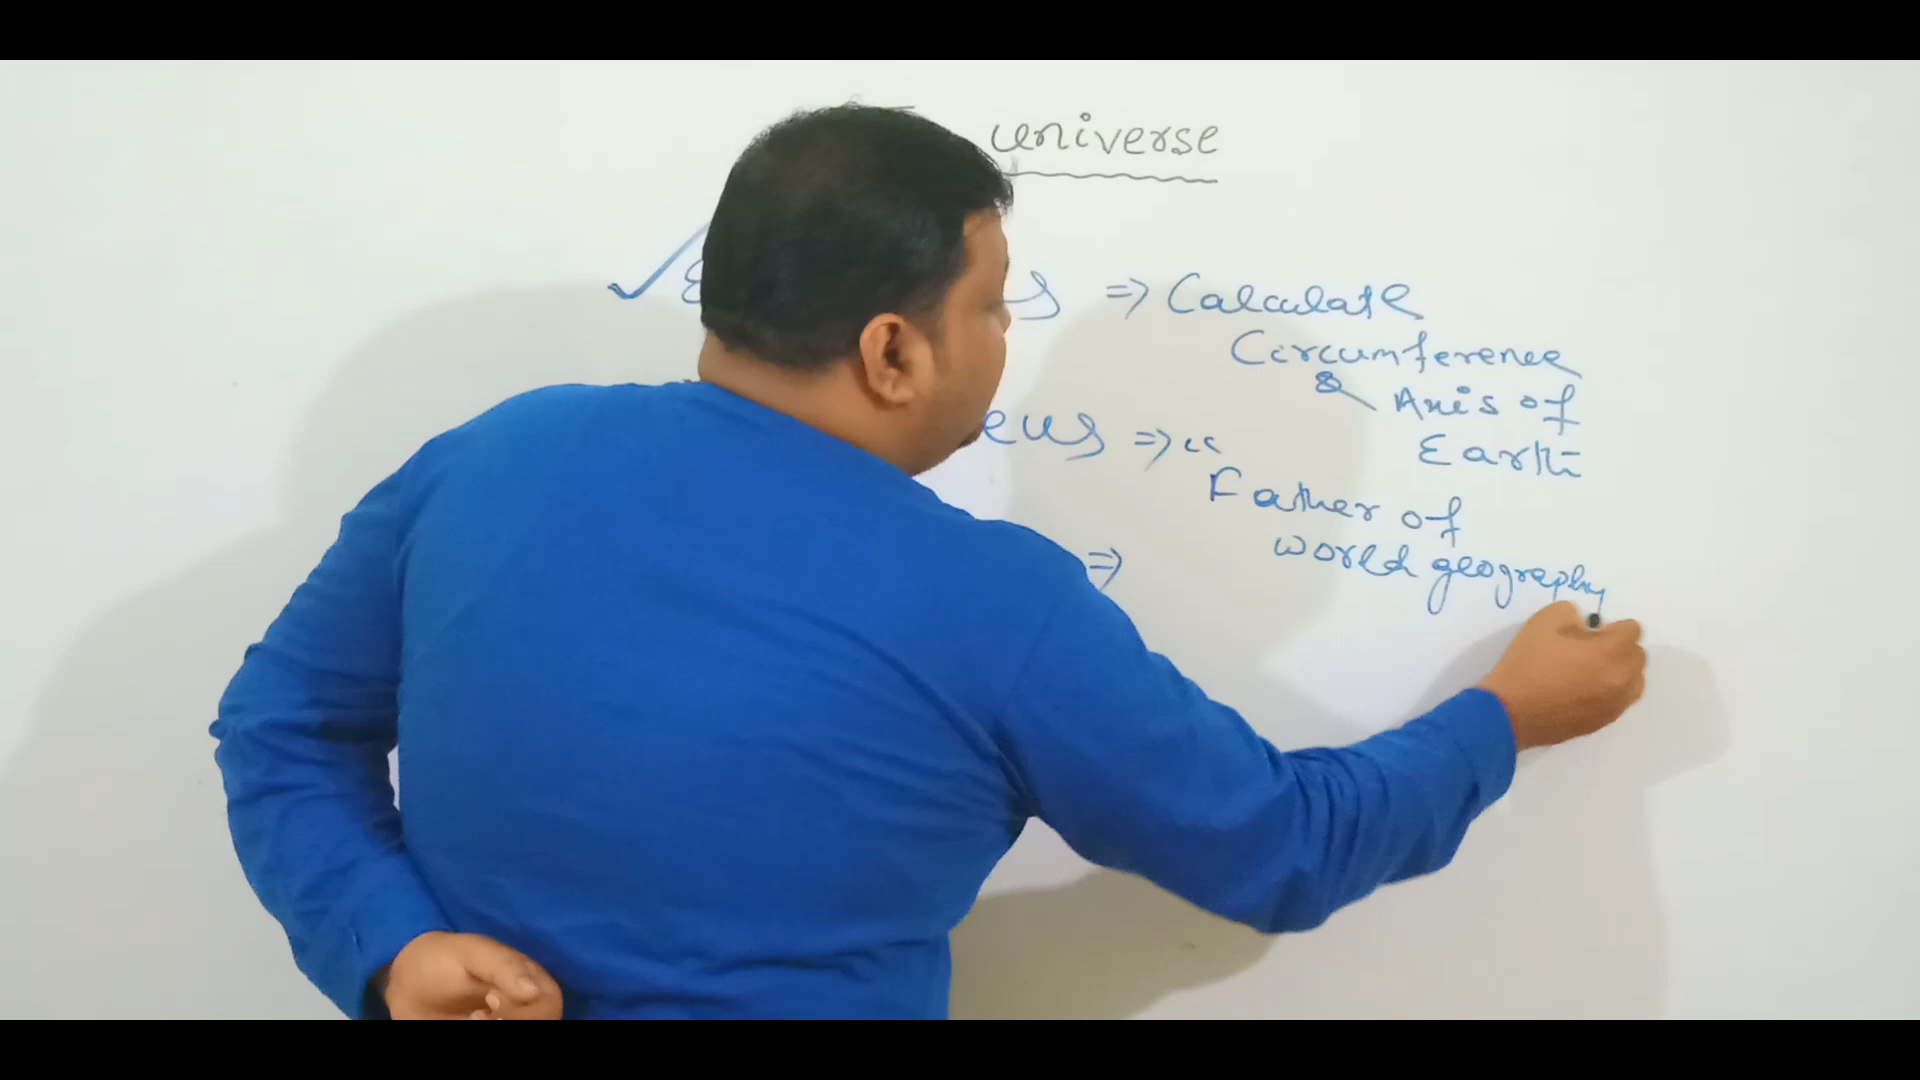 universe
=> Calculate
Circumference
& Axis of
Earth
=> "
Father of
world geography
=>